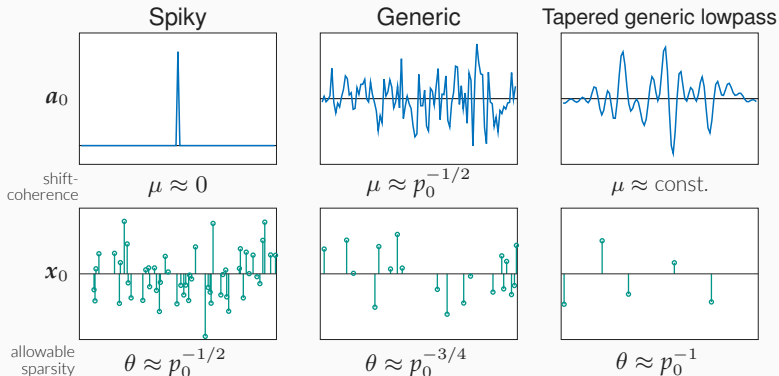 Spiky Generic Tapered generic lowpass
a₀
shift-coherence μ ≈ 0 μ ≈ p₀^{-1/2} μ ≈ const.
x₀
allowable sparsity θ ≈ p₀^{-1/2} θ ≈ p₀^{-3/4} θ ≈ p₀^{-1}